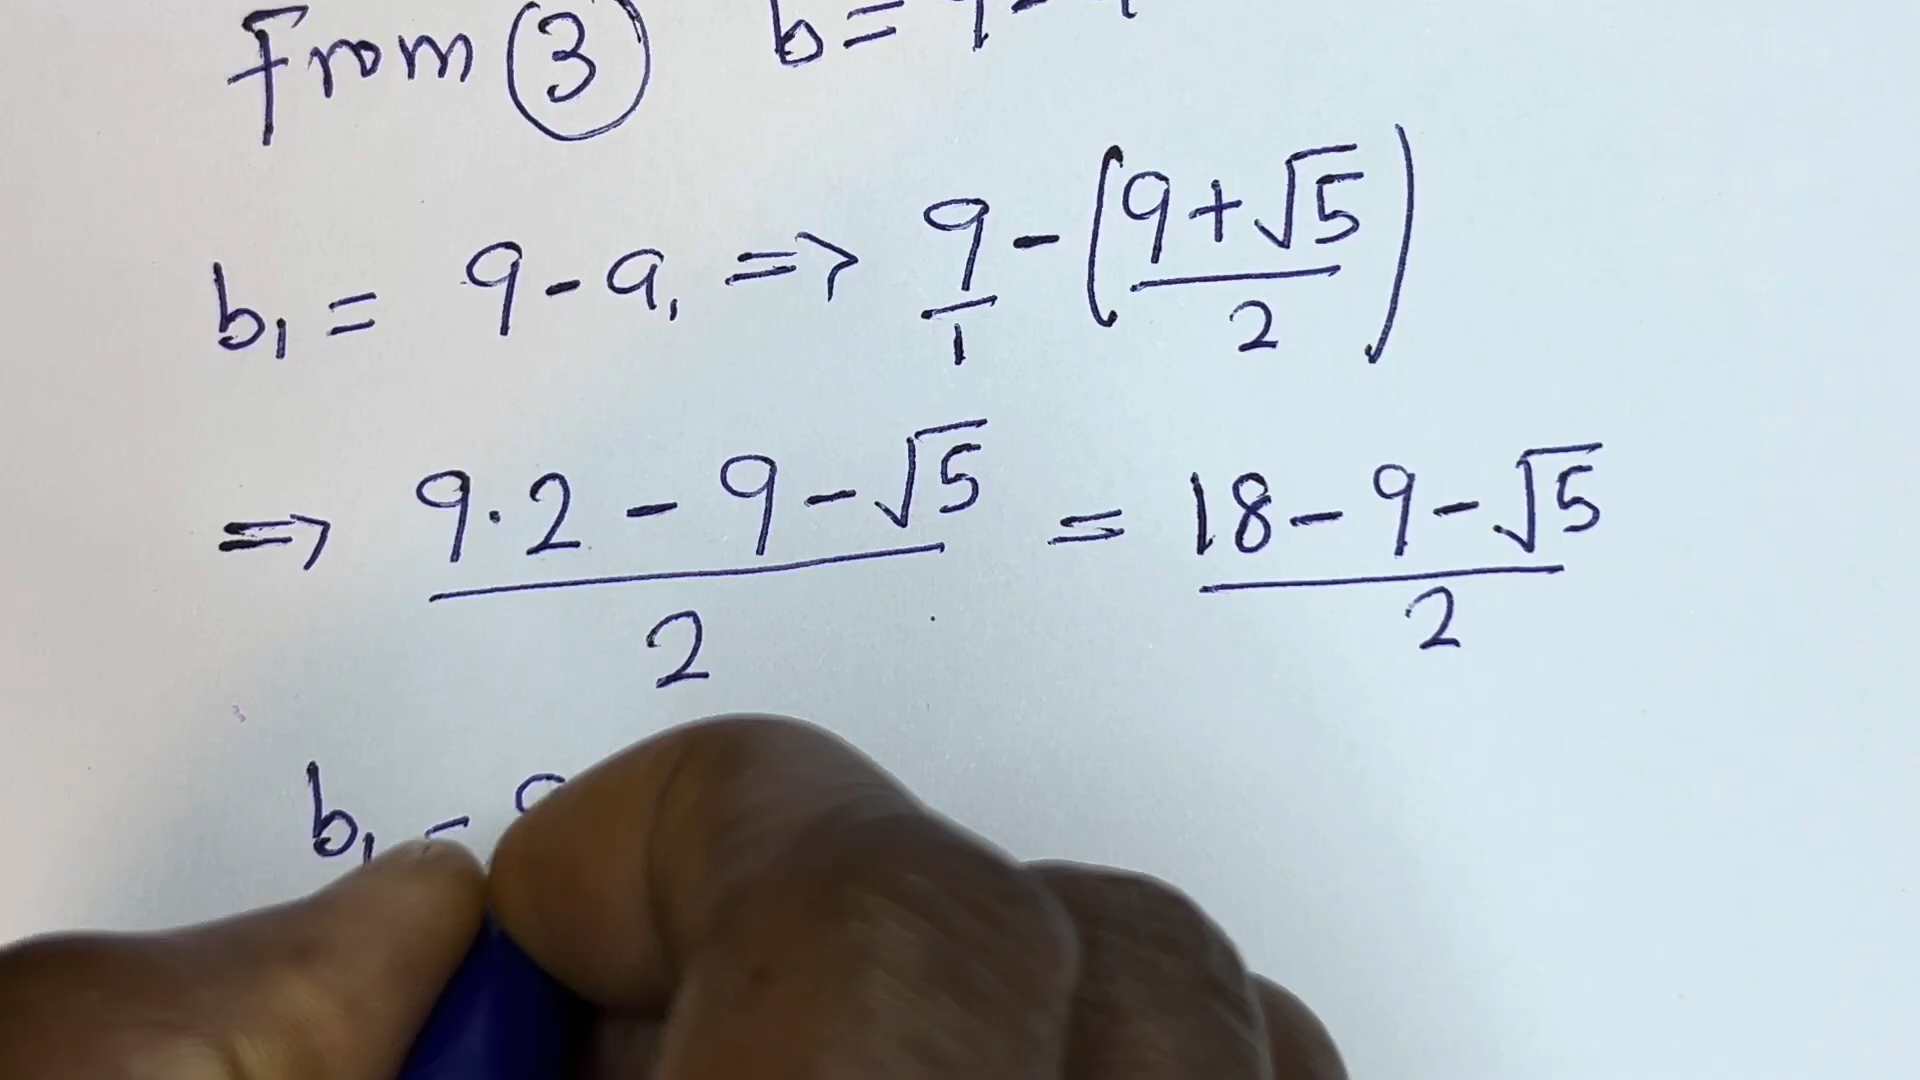 From ③ b = 9 - a
b₁ = 9 - a₁ => 9/1 - ((9+√5)/2)
=> (9·2 - 9 - √5)/2 = (18 - 9 - √5)/2
b₁ =